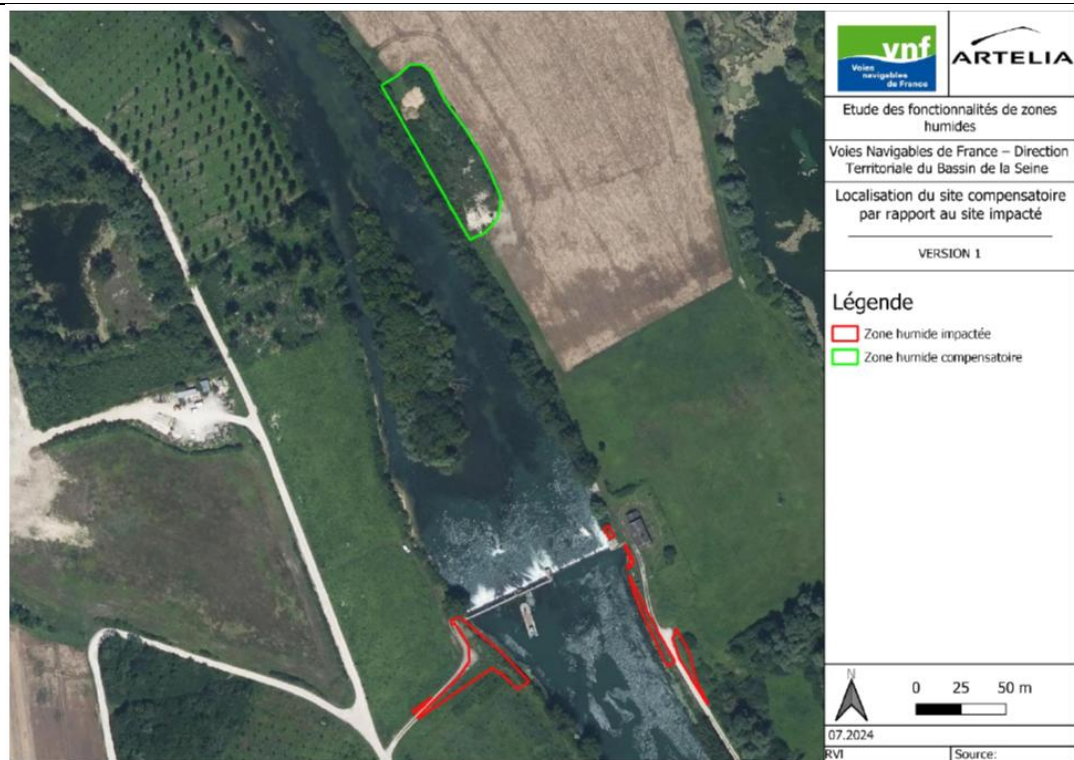 vnf
Voies
navigables
de France
ARTELIA
Etude des fonctionnalités de zones
humides
Voies Navigables de France – Direction
Territoriale du Bassin de la Seine
Localisation du site compensatoire
par rapport au site impacté
VERSION 1
Légende
Zone humide impactée
Zone humide compensatoire
N
0 25 50 m
07.2024
RVI
Source: